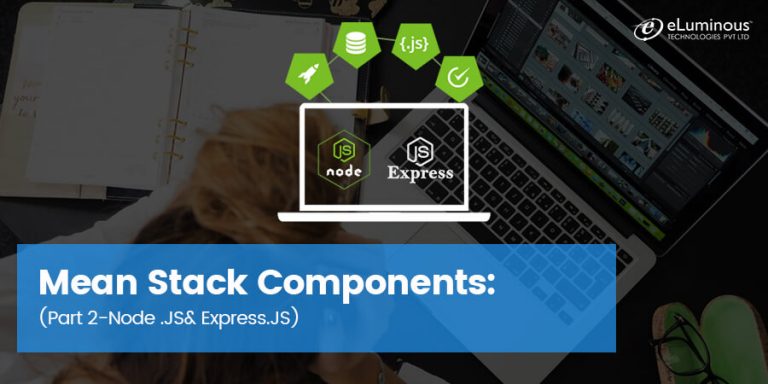 eLuminous
TECHNOLOGIES PVT LTD
{.js}
JS
node
JS
Express
Mean Stack Components:
(Part 2-Node .JS& Express.JS)